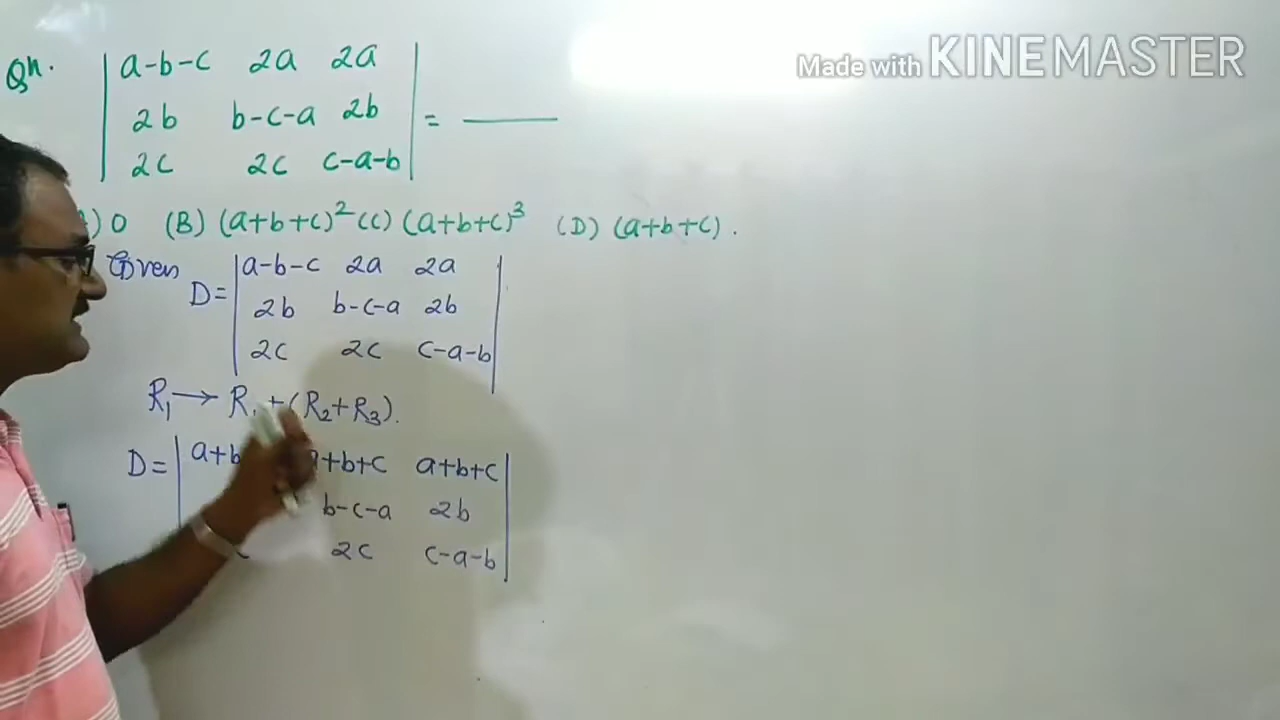 Made with KINEMASTER
Qn. | a-b-c 2a 2a |
| 2b b-c-a 2b | = ______
| 2c 2c c-a-b |
) 0 (B) (a+b+c)² (C) (a+b+c)³ (D) (a+b+c).
Given D = | a-b-c 2a 2a |
| 2b b-c-a 2b |
| 2c 2c c-a-b |
R₁ → R₁ + (R₂+R₃).
D = | a+b +b+c a+b+c |
b-c-a 2b |
2c c-a-b |